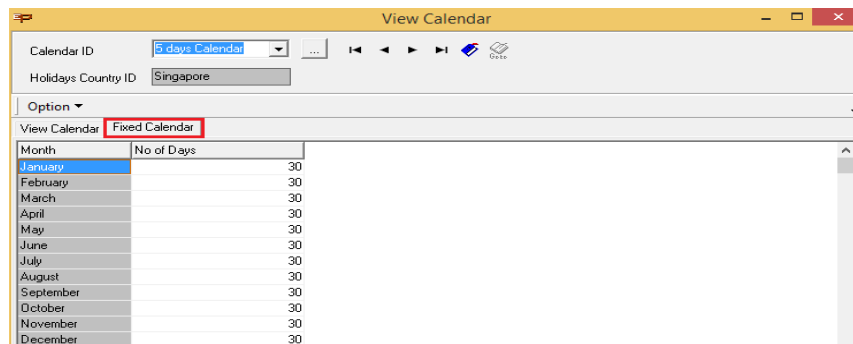 View Calendar
Calendar ID 5 days Calendar ...
Go to
Holidays Country ID Singapore
Option
View Calendar Fixed Calendar
Month No of Days
January 30
February 30
March 30
April 30
May 30
June 30
July 30
August 30
September 30
October 30
November 30
December 30